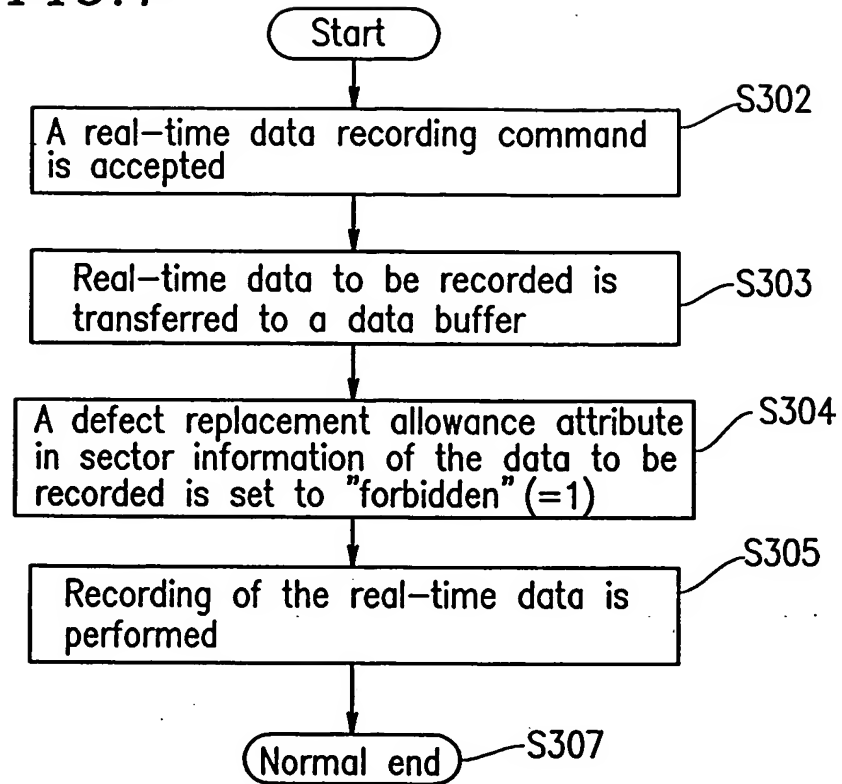 Start
S302
A real-time data recording command
is accepted
Real-time data to be recorded is
transferred to a data buffer
S303
A defect replacement allowance attribute
in sector information of the data to be
recorded is set to "forbidden" (=1)
S304
S305
Recording of the real-time data is
performed
Normal end
S307